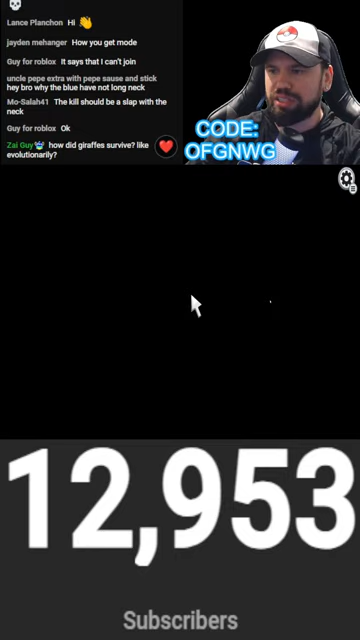 Lance Planchon Hi 👋
jayden mehanger How you get mode
Guy for roblox It says that I can't join
uncle pepe extra with pepe sause and stick
hey bro why the blue have not long neck
Mo-Salah41 The kill should be a slap with the
neck
Guy for roblox Ok
Zai Guy how did giraffes survive? like
evolutionarily?
CODE:
OFGNWG
12,953
Subscribers